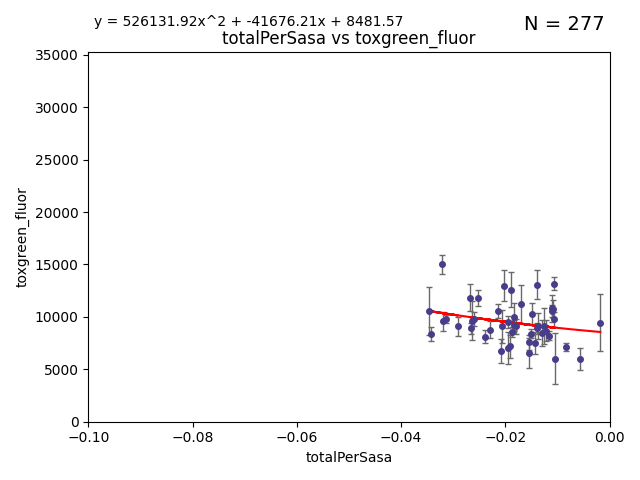 y = 526131.92x^2 + -41676.21x + 8481.57
N = 277
totalPerSasa vs toxgreen_fluor
35000
30000
25000
20000
15000
10000
5000
0
toxgreen_fluor
−0.10
−0.08
−0.06
−0.04
−0.02
0.00
totalPerSasa